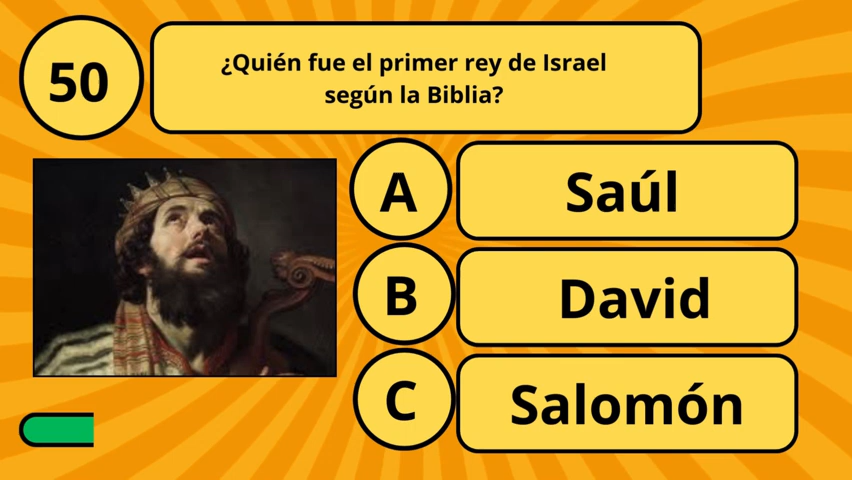 50
¿Quién fue el primer rey de Israel
según la Biblia?
A
Saúl
B
David
C
Salomón